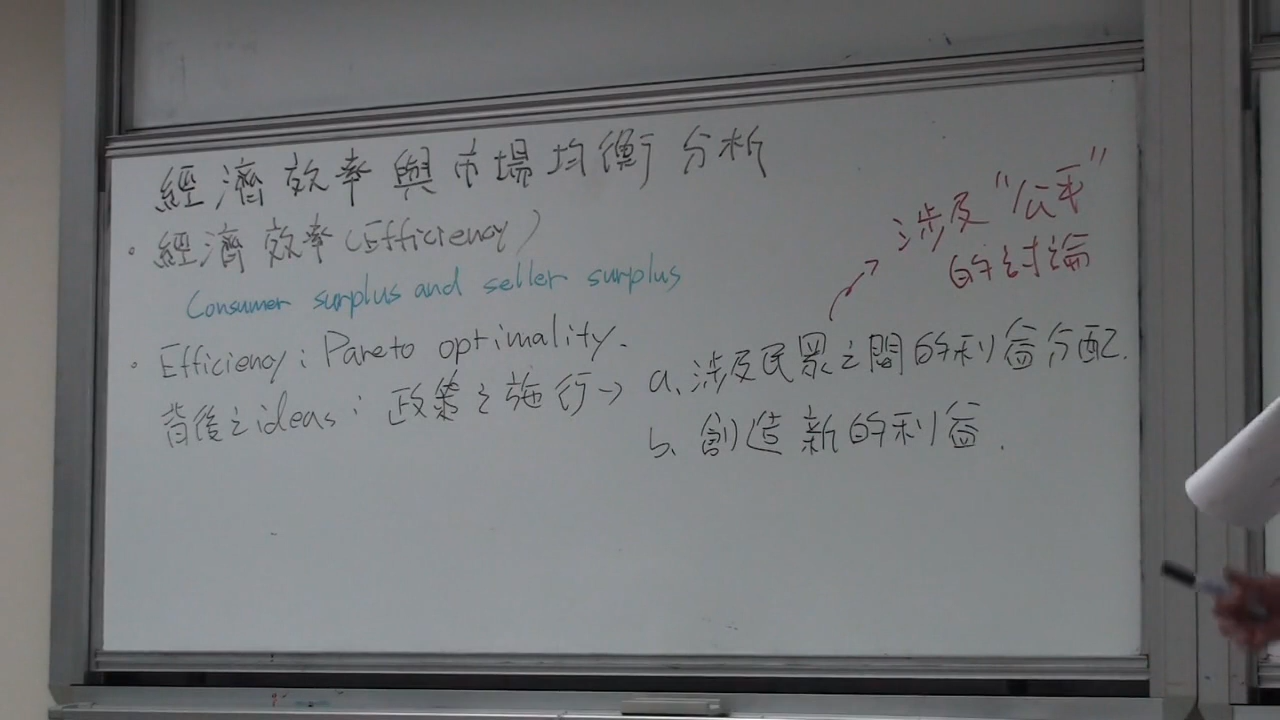 經濟效率與市場均衡分析
• 經濟效率(Efficiency)
Consumer surplus and seller surplus
• Efficiency: Pareto optimality.
背後之ideas: 政策之施行→ a. 涉及民眾之間的利益分配.
b. 創造新的利益.
涉及"公平"
的討論